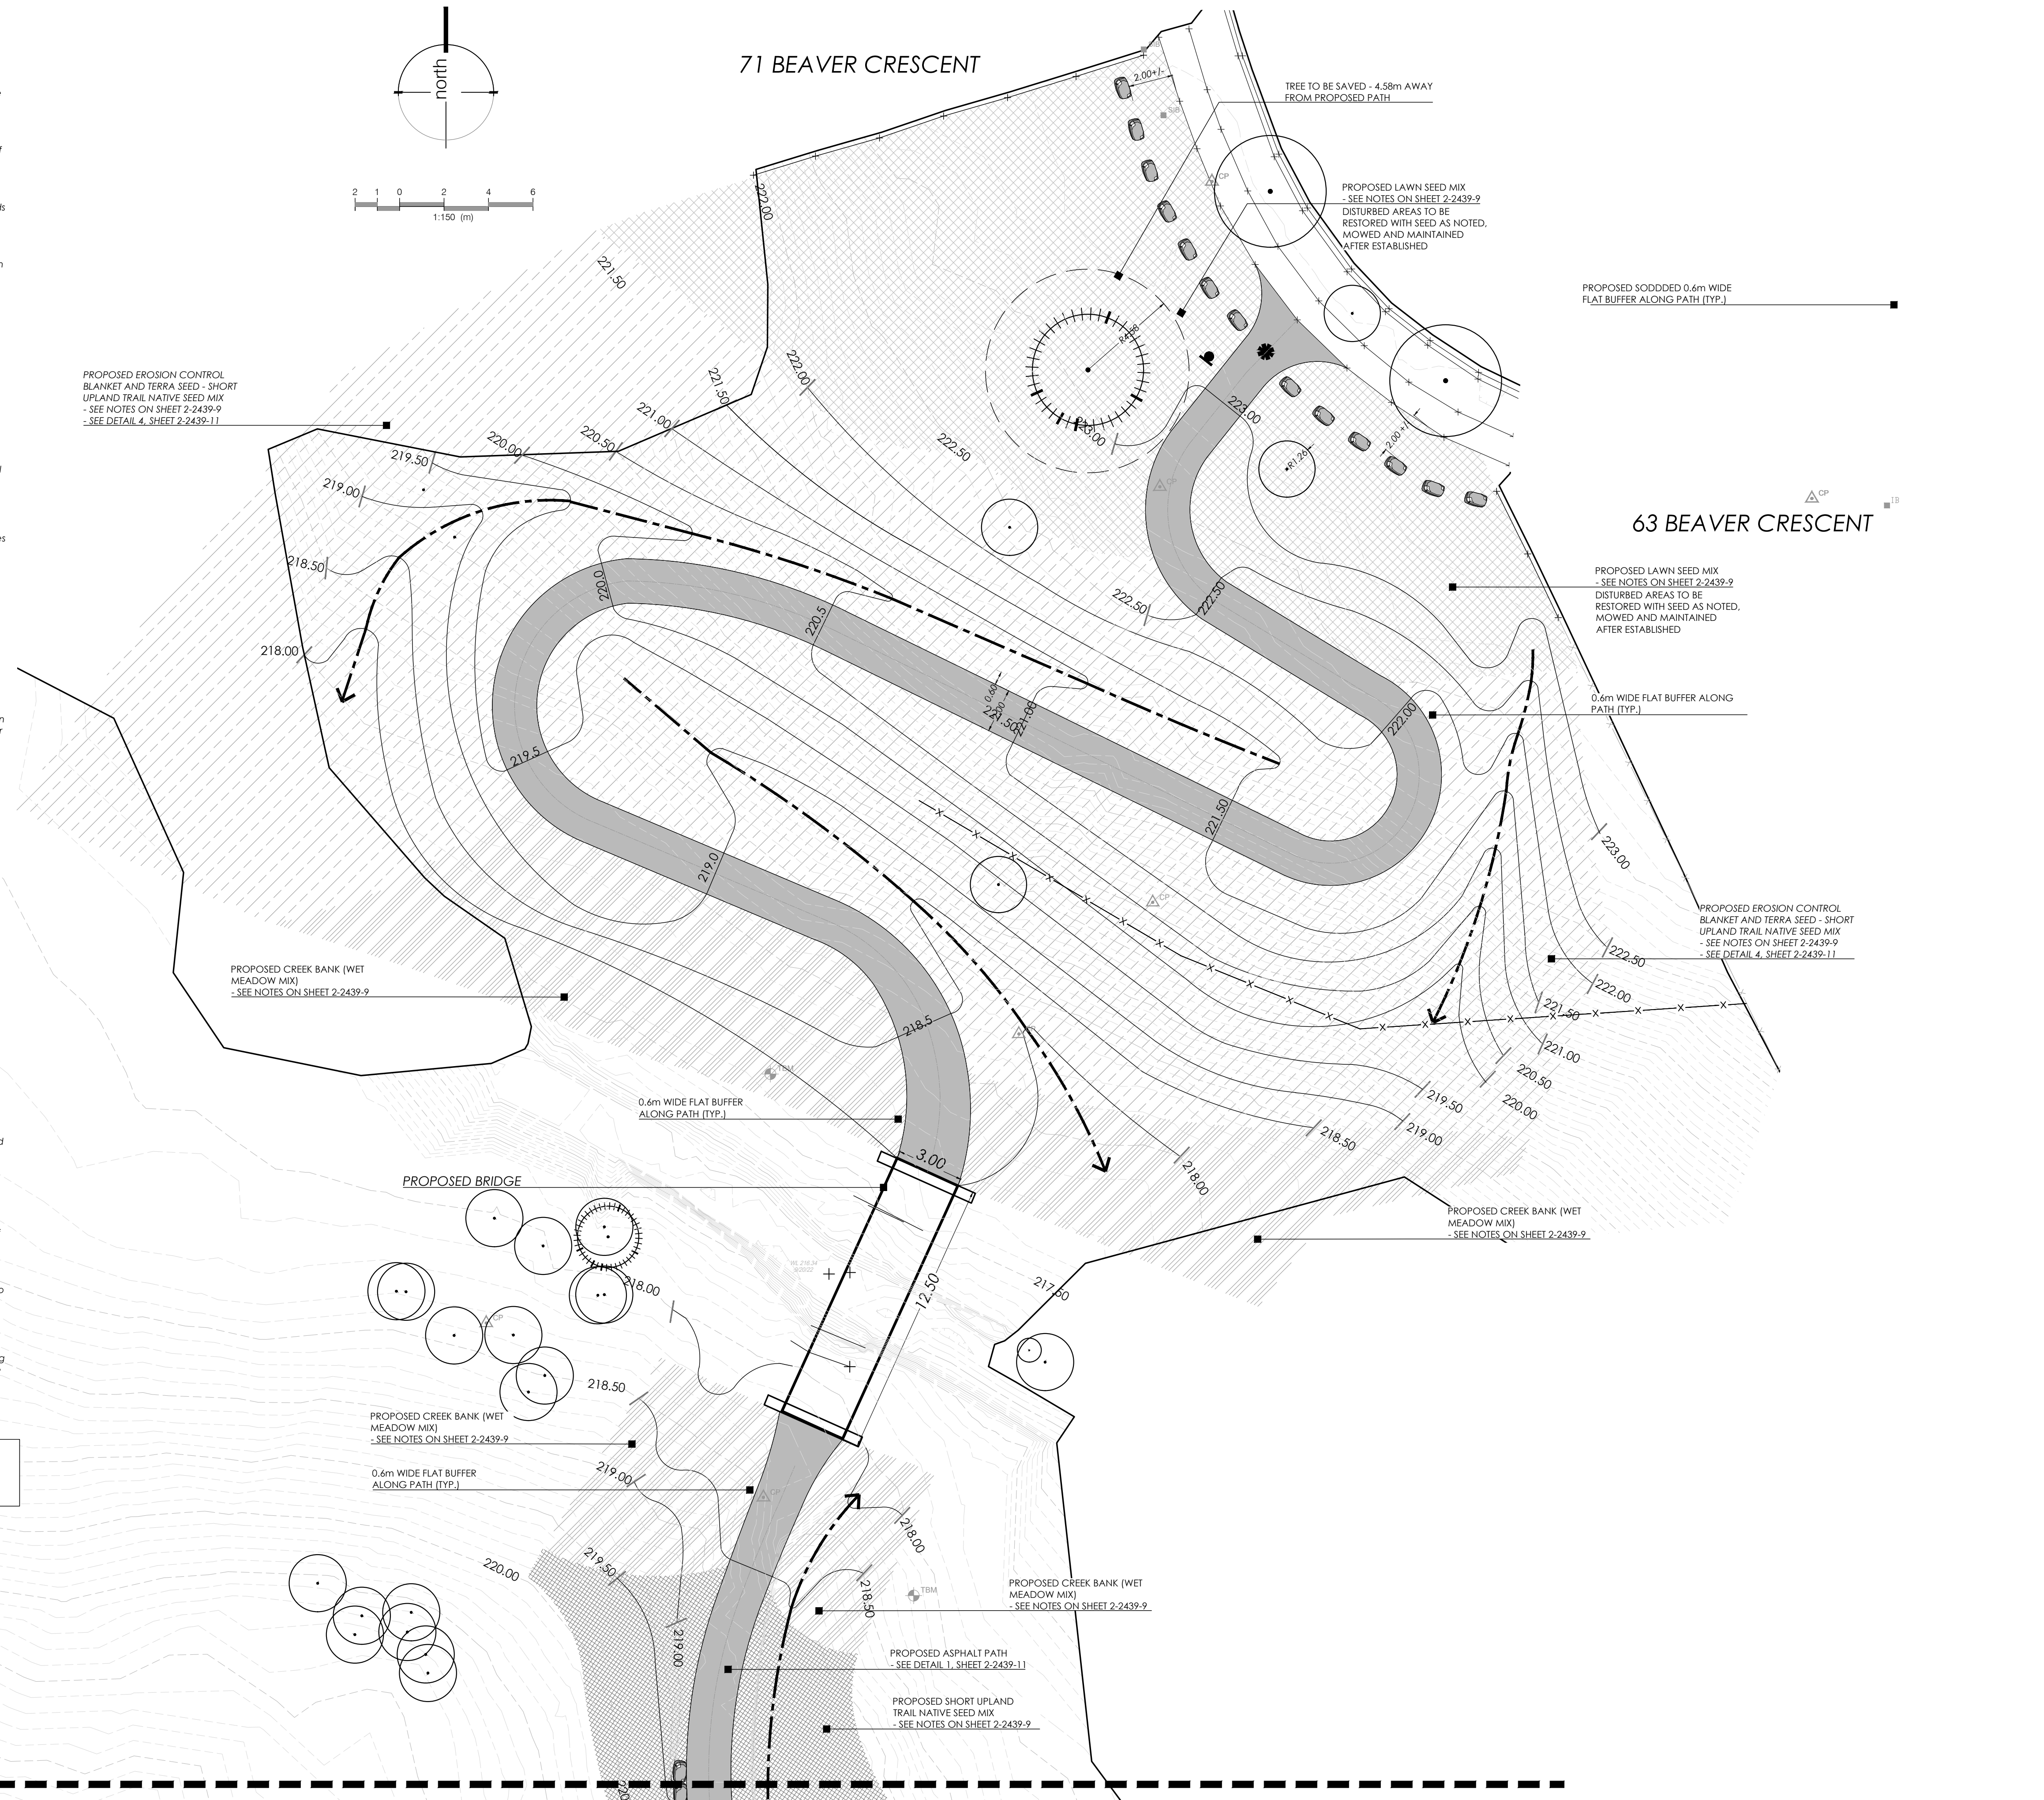 71 BEAVER CRESCENT
north
2 1 0 2 4 6
1:150 (m)
2.00+/-
SIB
TREE TO BE SAVED - 4.58m AWAY
FROM PROPOSED PATH
CP
PROPOSED LAWN SEED MIX
- SEE NOTES ON SHEET 2-2439-9
DISTURBED AREAS TO BE
RESTORED WITH SEED AS NOTED,
MOWED AND MAINTAINED
AFTER ESTABLISHED
222.00
221.50
PROPOSED SODDDED 0.6m WIDE
FLAT BUFFER ALONG PATH (TYP.)
PROPOSED EROSION CONTROL
BLANKET AND TERRA SEED - SHORT
UPLAND TRAIL NATIVE SEED MIX
- SEE NOTES ON SHEET 2-2439-9
- SEE DETAIL 4, SHEET 2-2439-11
222.00
221.50
221.00
220.50
220.00
219.50
219.00
218.50
218.00
222.50
223.00
223.00
2.00 +/-
R1.26
CP
IB
63 BEAVER CRESCENT
PROPOSED LAWN SEED MIX
- SEE NOTES ON SHEET 2-2439-9
DISTURBED AREAS TO BE
RESTORED WITH SEED AS NOTED,
MOWED AND MAINTAINED
AFTER ESTABLISHED
220.0
220.5
222.50
222.50
0.6m WIDE FLAT BUFFER ALONG
PATH (TYP.)
0.60
221.50
221.00
222.00
219.5
221.50
219.0
223.00
CP
PROPOSED EROSION CONTROL
BLANKET AND TERRA SEED - SHORT
UPLAND TRAIL NATIVE SEED MIX
- SEE NOTES ON SHEET 2-2439-9
- SEE DETAIL 4, SHEET 2-2439-11
222.50
222.00
221.50
221.00
220.50
220.00
219.50
219.00
218.50
218.00
PROPOSED CREEK BANK (WET
MEADOW MIX)
- SEE NOTES ON SHEET 2-2439-9
218.5
TBM
0.6m WIDE FLAT BUFFER
ALONG PATH (TYP.)
3.00
PROPOSED BRIDGE
PROPOSED CREEK BANK (WET
MEADOW MIX)
- SEE NOTES ON SHEET 2-2439-9
12.50
217.50
218.00
CP
218.50
PROPOSED CREEK BANK (WET
MEADOW MIX)
- SEE NOTES ON SHEET 2-2439-9
219.00
0.6m WIDE FLAT BUFFER
ALONG PATH (TYP.)
CP
218.00
219.50
220.00
218.50
TBM
PROPOSED CREEK BANK (WET
MEADOW MIX)
- SEE NOTES ON SHEET 2-2439-9
219.00
PROPOSED ASPHALT PATH
- SEE DETAIL 1, SHEET 2-2439-11
PROPOSED SHORT UPLAND
TRAIL NATIVE SEED MIX
- SEE NOTES ON SHEET 2-2439-9